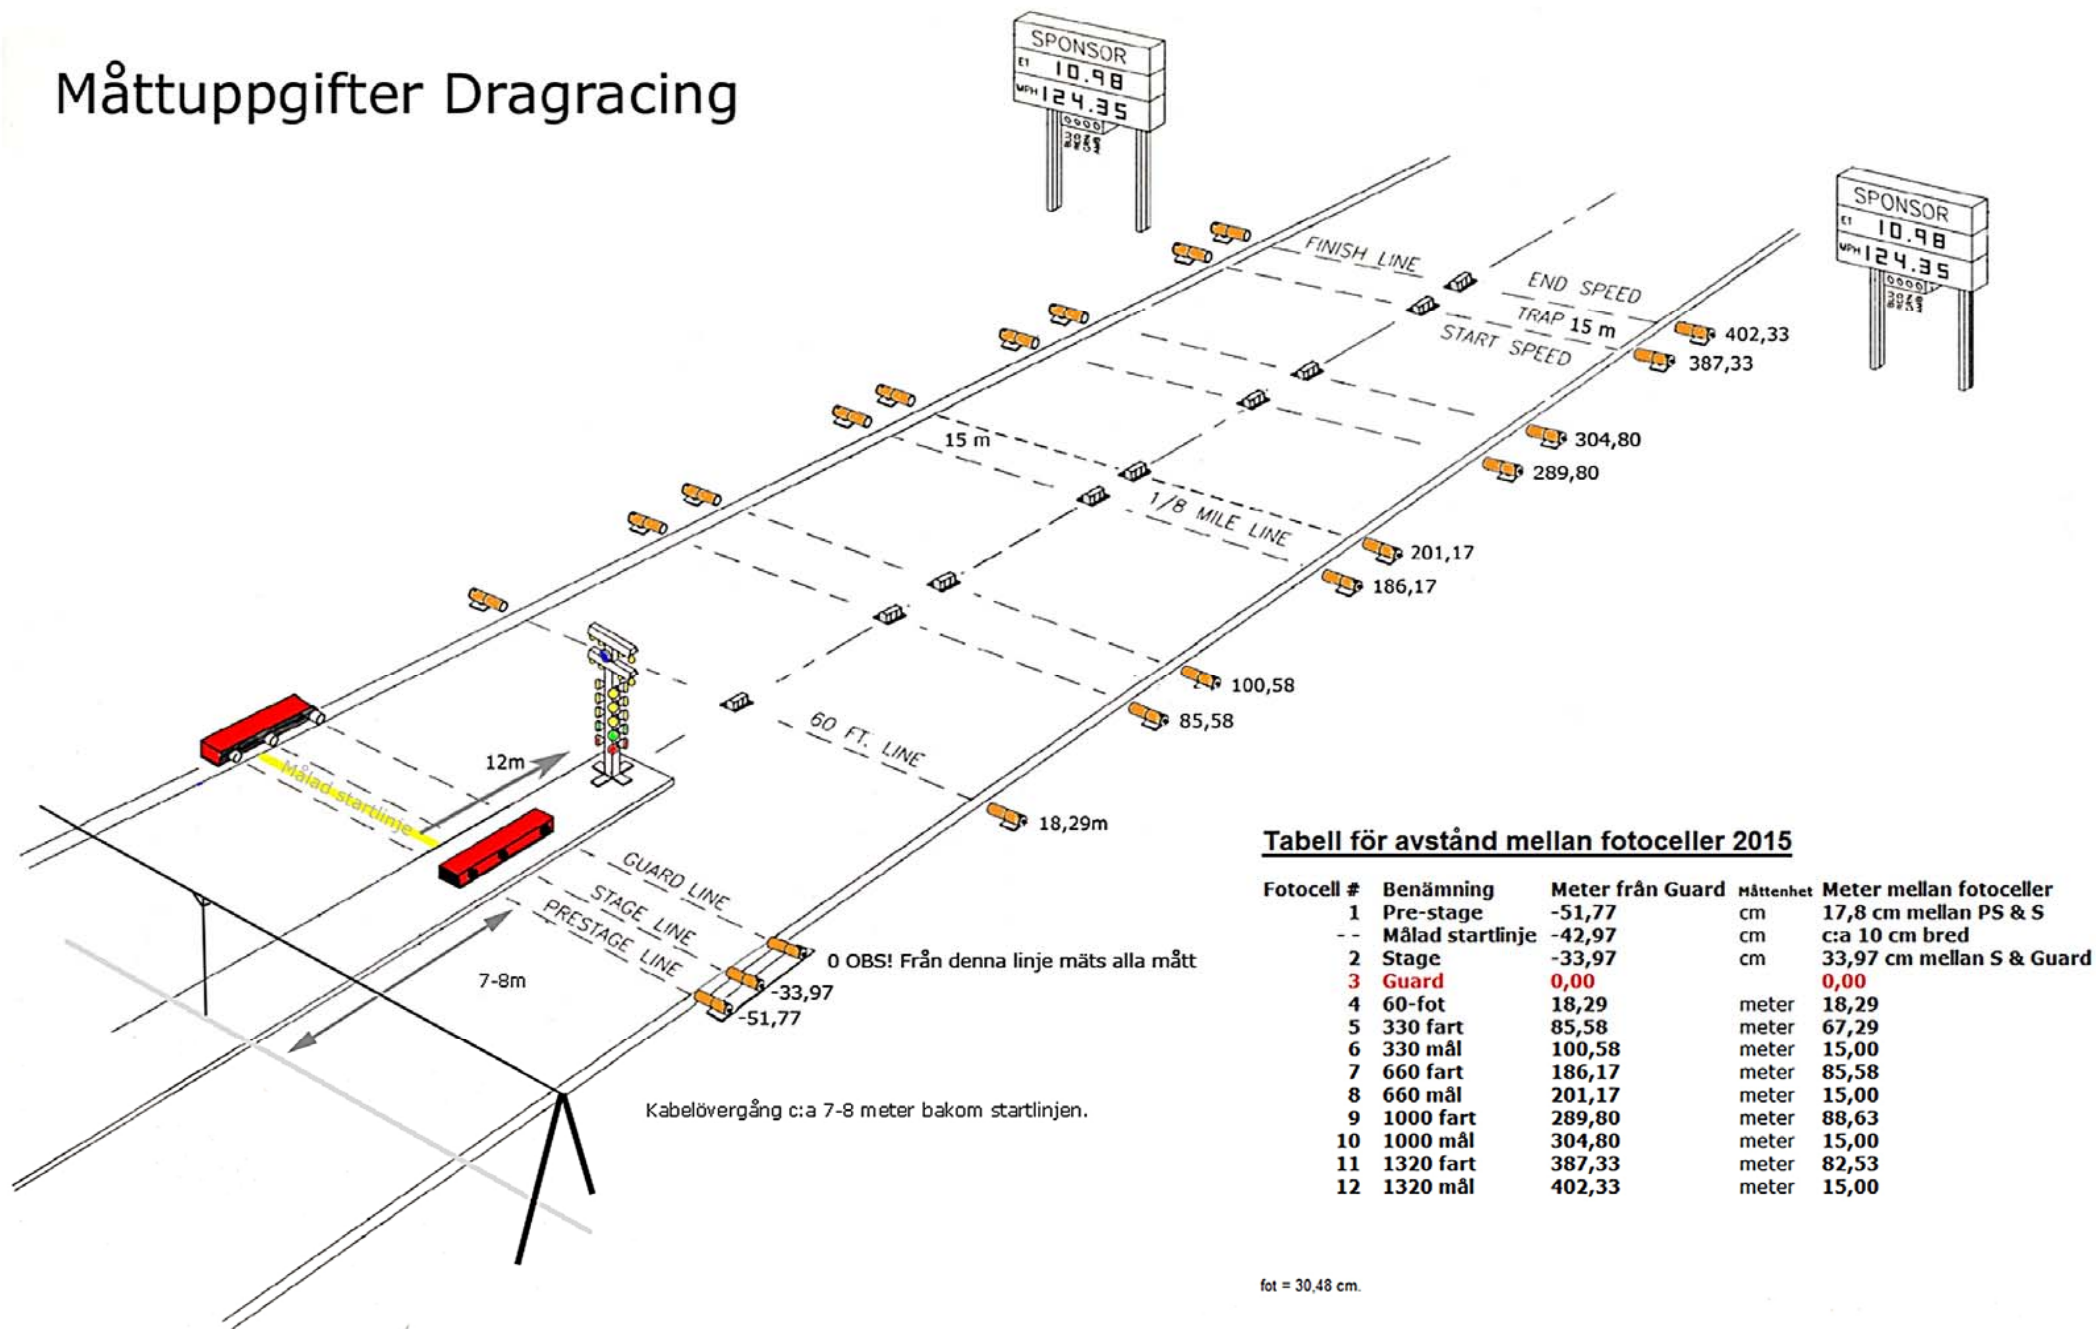 Måttuppgifter Dragracing
SPONSOR
ET 10.98
MPH 124.35
SPONSOR
ET 10.98
MPH 124.35
FINISH LINE
END SPEED
TRAP 15 m
START SPEED
402,33
387,33
304,80
289,80
15 m
1/8 MILE LINE
201,17
186,17
100,58
85,58
60 FT. LINE
18,29m
12m
Målad startlinje
GUARD LINE
STAGE LINE
PRESTAGE LINE
0 OBS! Från denna linje mäts alla mått
-33,97
-51,77
7-8m
Kabelövergång c:a 7-8 meter bakom startlinjen.
Tabell för avstånd mellan fotoceller 2015
Fotocell # Benämning Meter från Guard Måttenhet Meter mellan fotoceller
1 Pre-stage -51,77 cm 17,8 cm mellan PS & S
-- Målad startlinje -42,97 cm c:a 10 cm bred
2 Stage -33,97 cm 33,97 cm mellan S & Guard
3 Guard 0,00 0,00
4 60-fot 18,29 meter 18,29
5 330 fart 85,58 meter 67,29
6 330 mål 100,58 meter 15,00
7 660 fart 186,17 meter 85,58
8 660 mål 201,17 meter 15,00
9 1000 fart 289,80 meter 88,63
10 1000 mål 304,80 meter 15,00
11 1320 fart 387,33 meter 82,53
12 1320 mål 402,33 meter 15,00
fot = 30,48 cm.